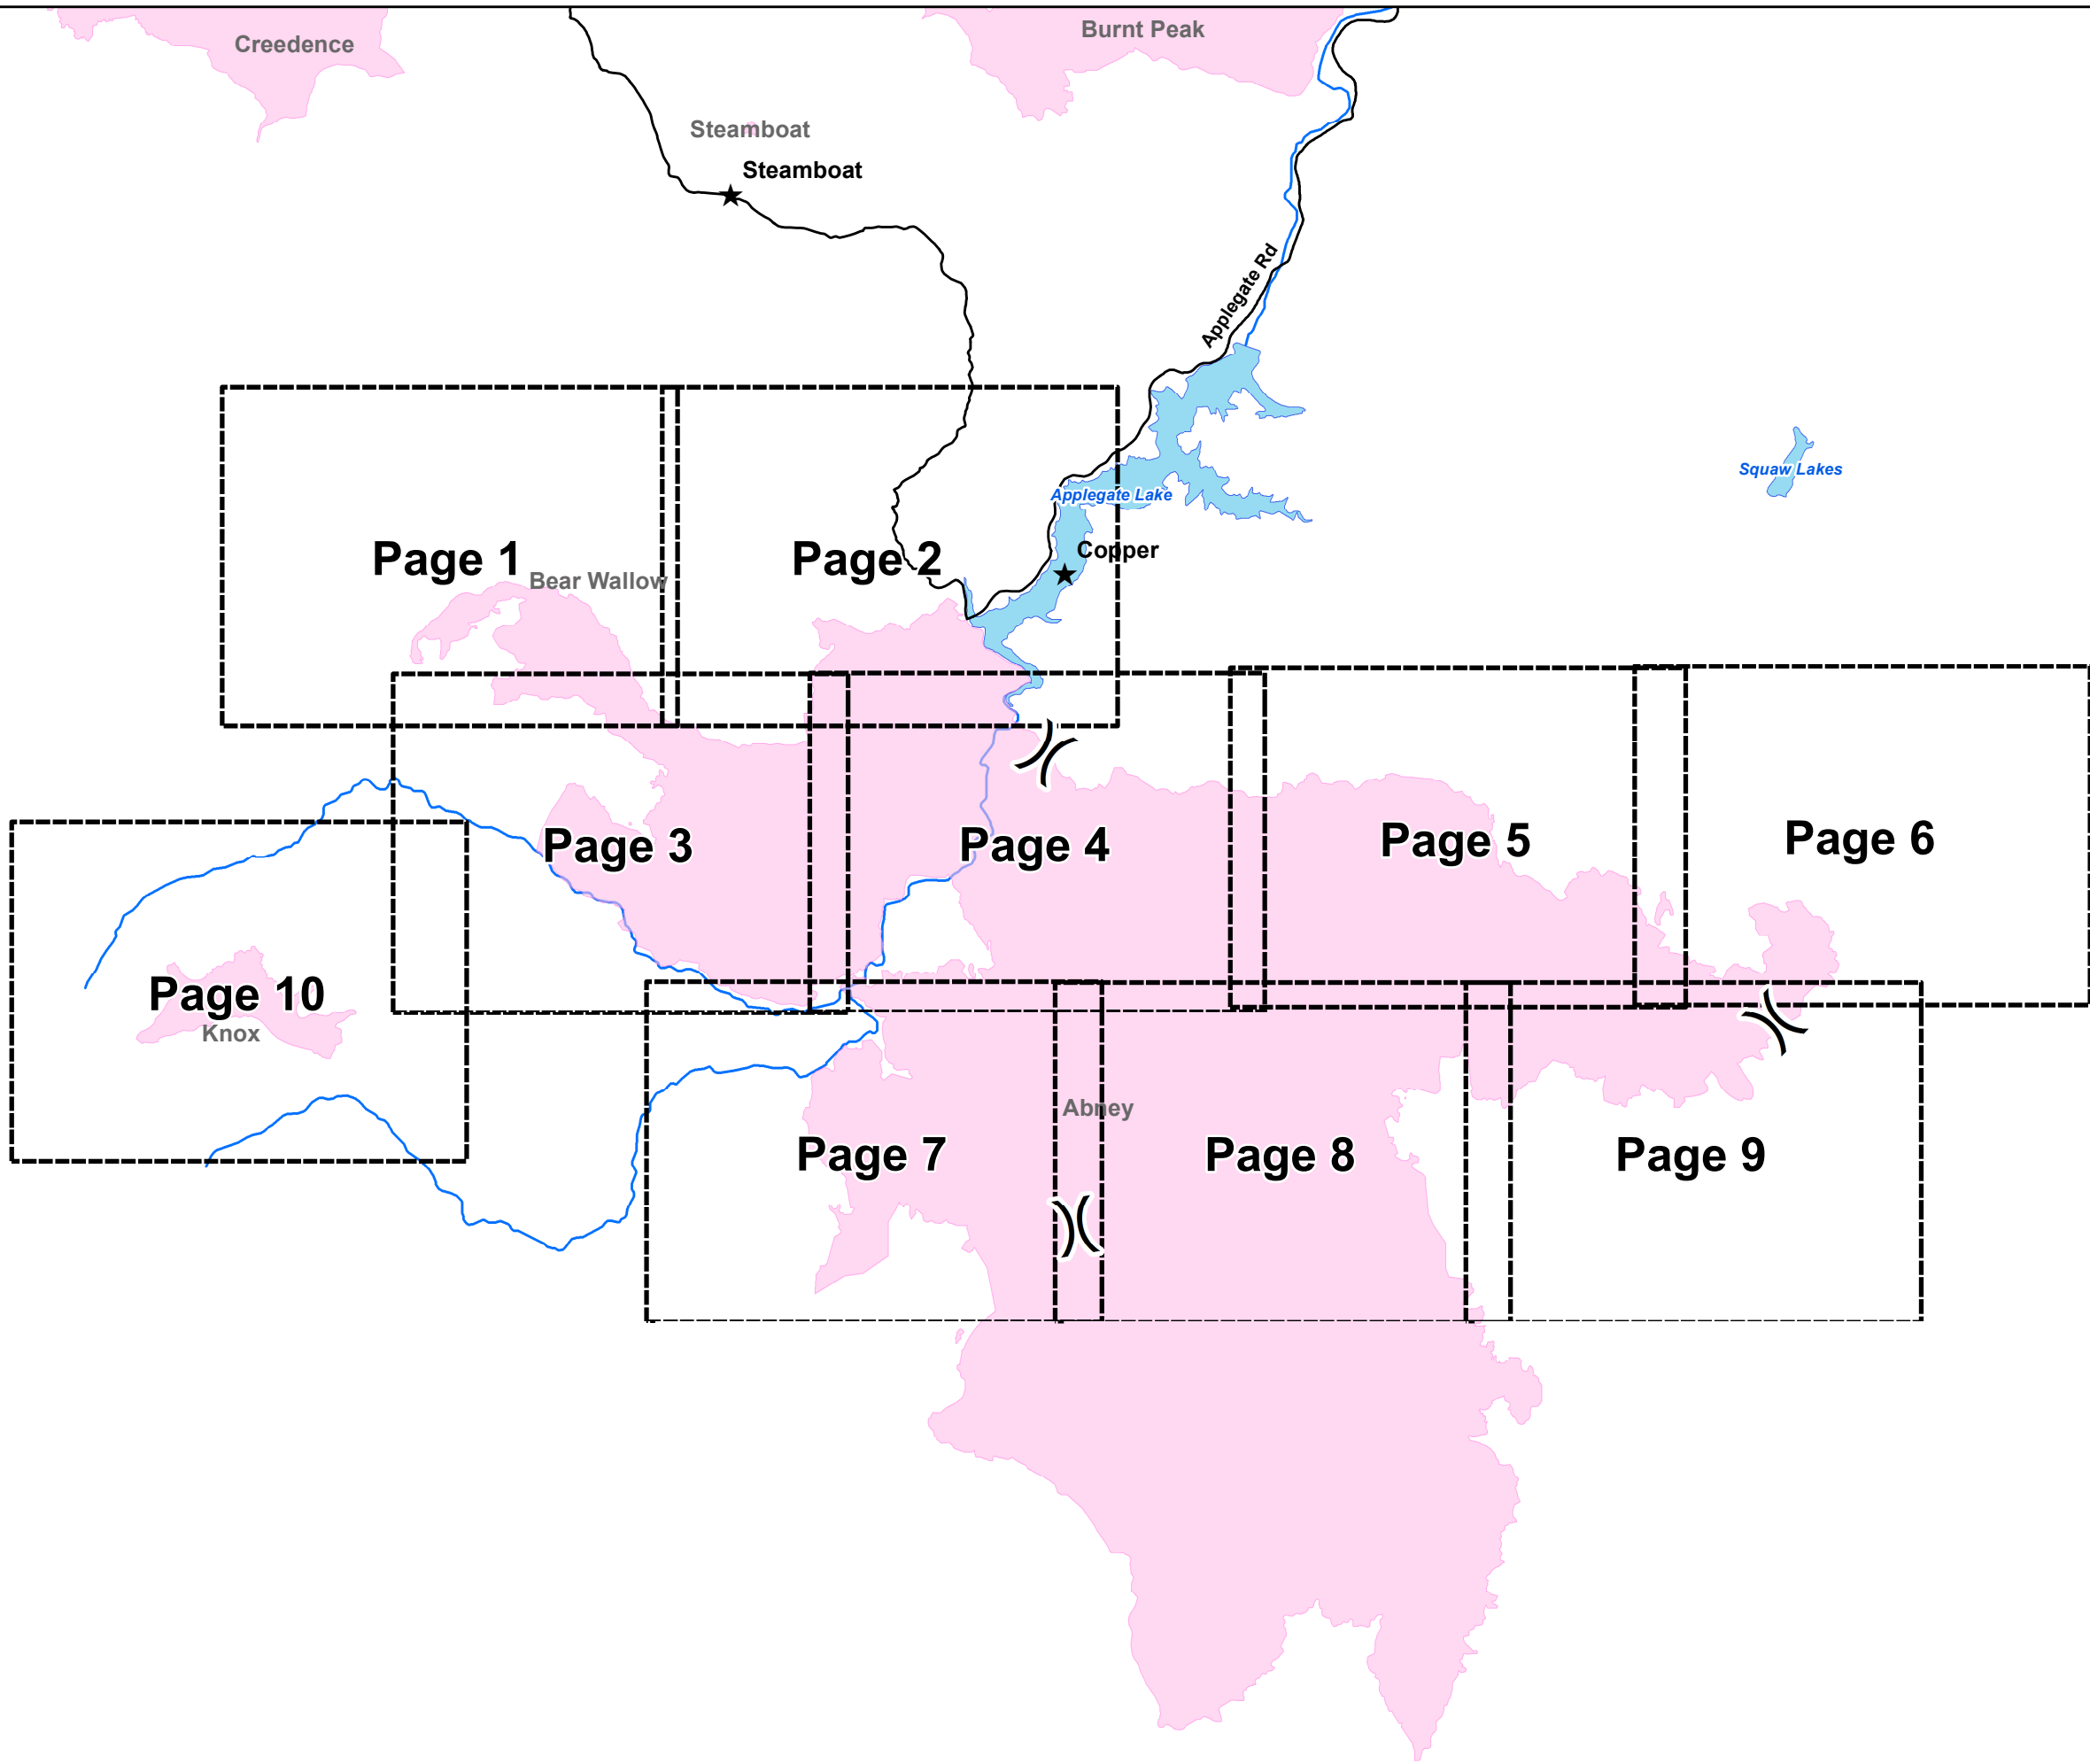 Burnt Peak
Creedence
Steamboat
Steamboat
Applegate Rd
Squaw Lakes
Applegate Lake
Copper
Page 1
Page 2
Bear Wallow
Page 3
Page 4
Page 5
Page 6
Page 10
Knox
Abney
Page 7
Page 8
Page 9